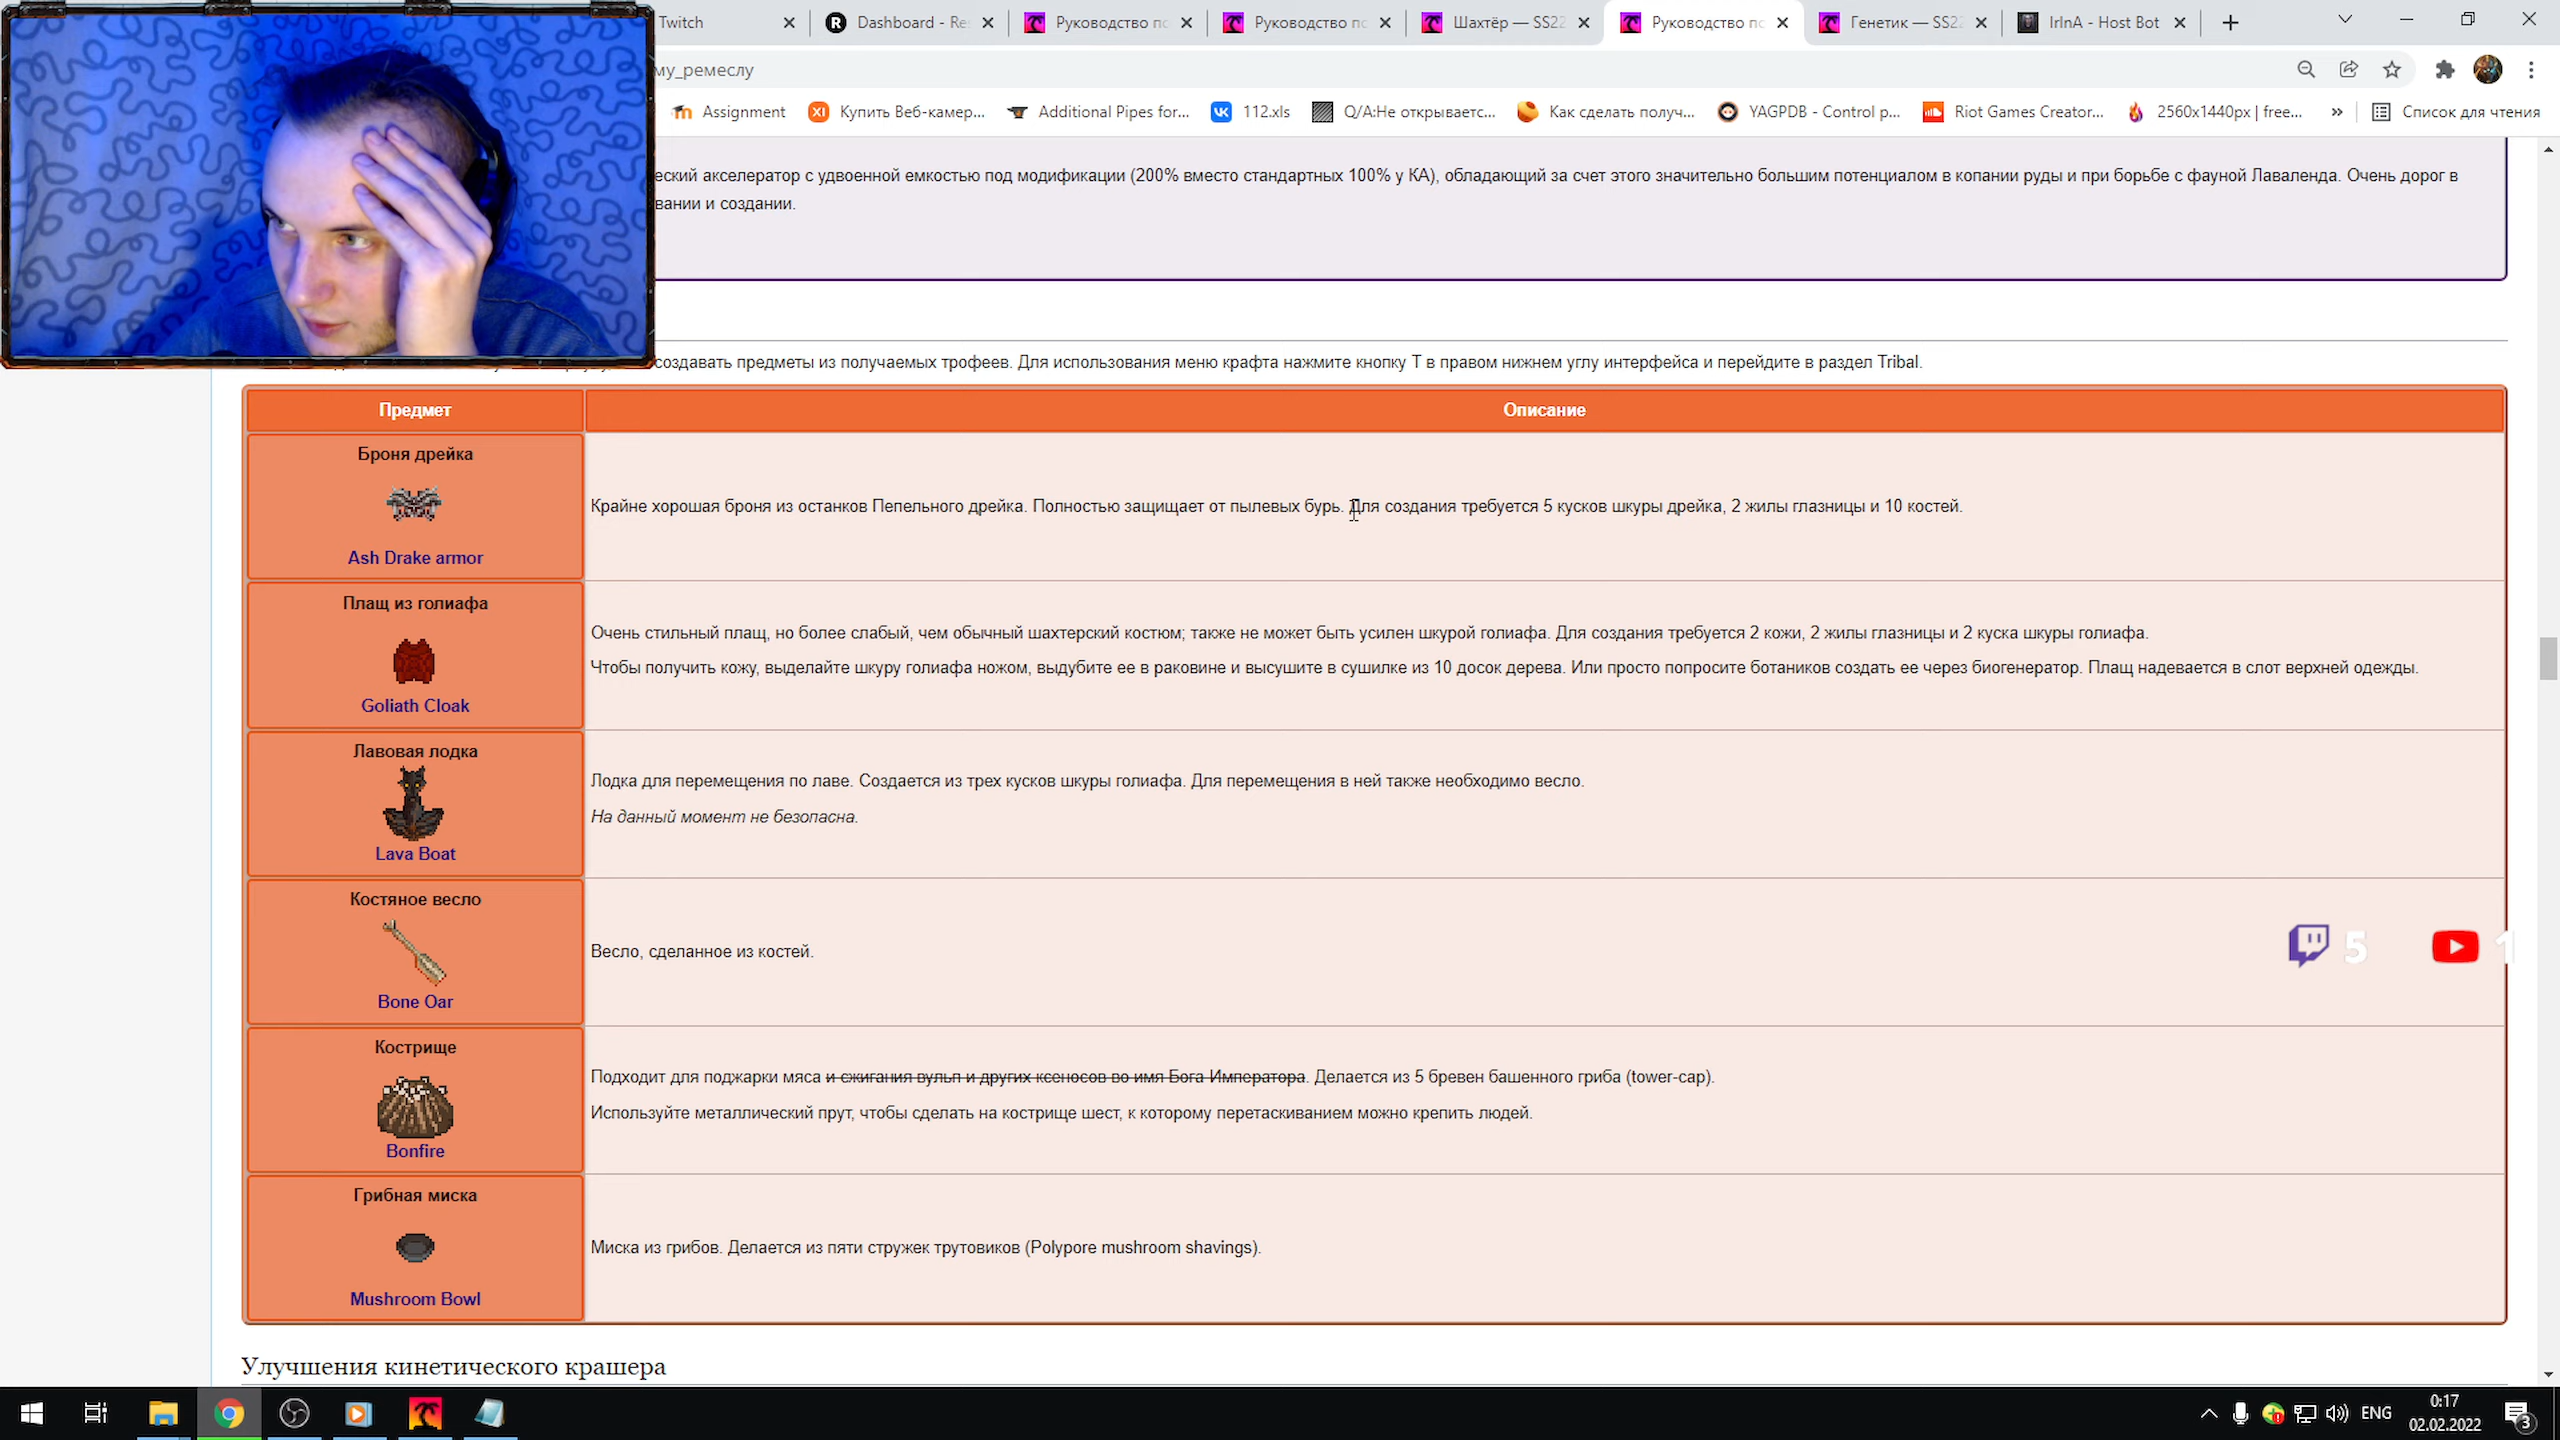 Twitch
Dashboard - Re
Руководство по
Руководство по
Шахтёр — SS22
Руководство по
Генетик — SS22
IrInA - Host Bot
му_ремеслу
Assignment
Купить Веб-камер...
Additional Pipes for...
112.xls
Q/A:Не открываетс...
Как сделать получ...
YAGPDB - Control p...
Riot Games Creator...
2560x1440px | free...
»
Список для чтения
еский акселератор с удвоенной емкостью под модификации (200% вместо стандартных 100% у КА), обладающий за счет этого значительно большим потенциалом в копании руды и при борьбе с фауной Лаваленда. Очень дорог в
вании и создании.
создавать предметы из получаемых трофеев. Для использования меню крафта нажмите кнопку T в правом нижнем углу интерфейса и перейдите в раздел Tribal.
Предмет
Описание
Броня дрейка
Ash Drake armor
Крайне хорошая броня из останков Пепельного дрейка. Полностью защищает от пылевых бурь. Для создания требуется 5 кусков шкуры дрейка, 2 жилы глазницы и 10 костей.
Плащ из голиафа
Goliath Cloak
Очень стильный плащ, но более слабый, чем обычный шахтерский костюм; также не может быть усилен шкурой голиафа. Для создания требуется 2 кожи, 2 жилы глазницы и 2 куска шкуры голиафа.
Чтобы получить кожу, выделайте шкуру голиафа ножом, выдубите ее в раковине и высушите в сушилке из 10 досок дерева. Или просто попросите ботаников создать ее через биогенератор. Плащ надевается в слот верхней одежды.
Лавовая лодка
Lava Boat
Лодка для перемещения по лаве. Создается из трех кусков шкуры голиафа. Для перемещения в ней также необходимо весло.
На данный момент не безопасна.
Костяное весло
Bone Oar
Весло, сделанное из костей.
5
1
Кострище
Bonfire
Подходит для поджарки мяса и сжигания вульп и других ксеносов во имя Бога Императора. Делается из 5 бревен башенного гриба (tower-cap).
Используйте металлический прут, чтобы сделать на кострище шест, к которому перетаскиванием можно крепить людей.
Грибная миска
Mushroom Bowl
Миска из грибов. Делается из пяти стружек трутовиков (Polypore mushroom shavings).
Улучшения кинетического крашера
ENG
0:17
02.02.2022
3